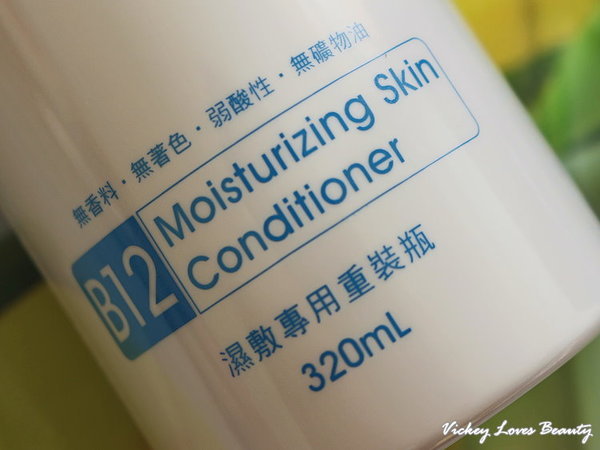 無香料・無著色・弱酸性・無礦物油
B12
Moisturizing Skin
Conditioner
濕敷專用重裝瓶
320mL
Vickey Loves Beauty